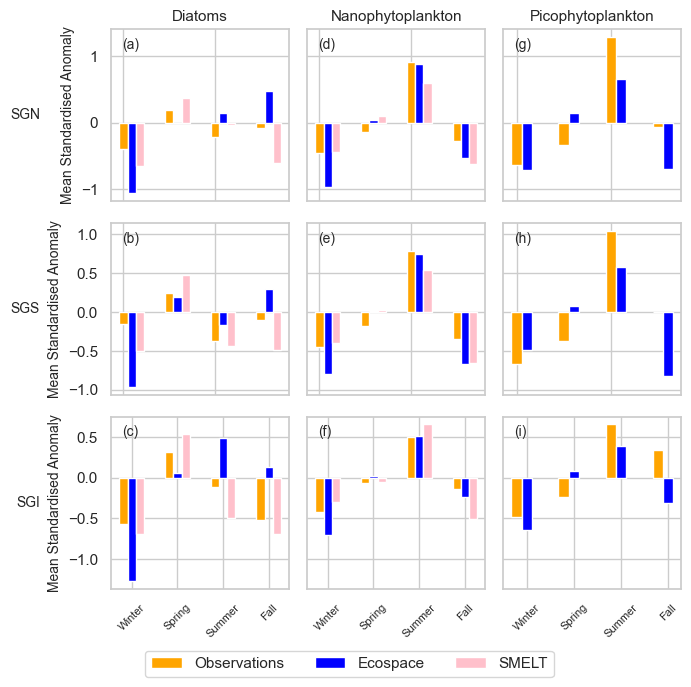 Diatoms Nanophytoplankton Picophytoplankton
SGN
Mean Standardised Anomaly
1
0
−1
(a)
(d)
(g)
SGS
Mean Standardised Anomaly
1.0
0.5
0.0
−0.5
−1.0
(b)
(e)
(h)
SGI
Mean Standardised Anomaly
0.5
0.0
−0.5
−1.0
(c)
(f)
(i)
Winter Spring Summer Fall
Winter Spring Summer Fall
Winter Spring Summer Fall
Observations Ecospace SMELT